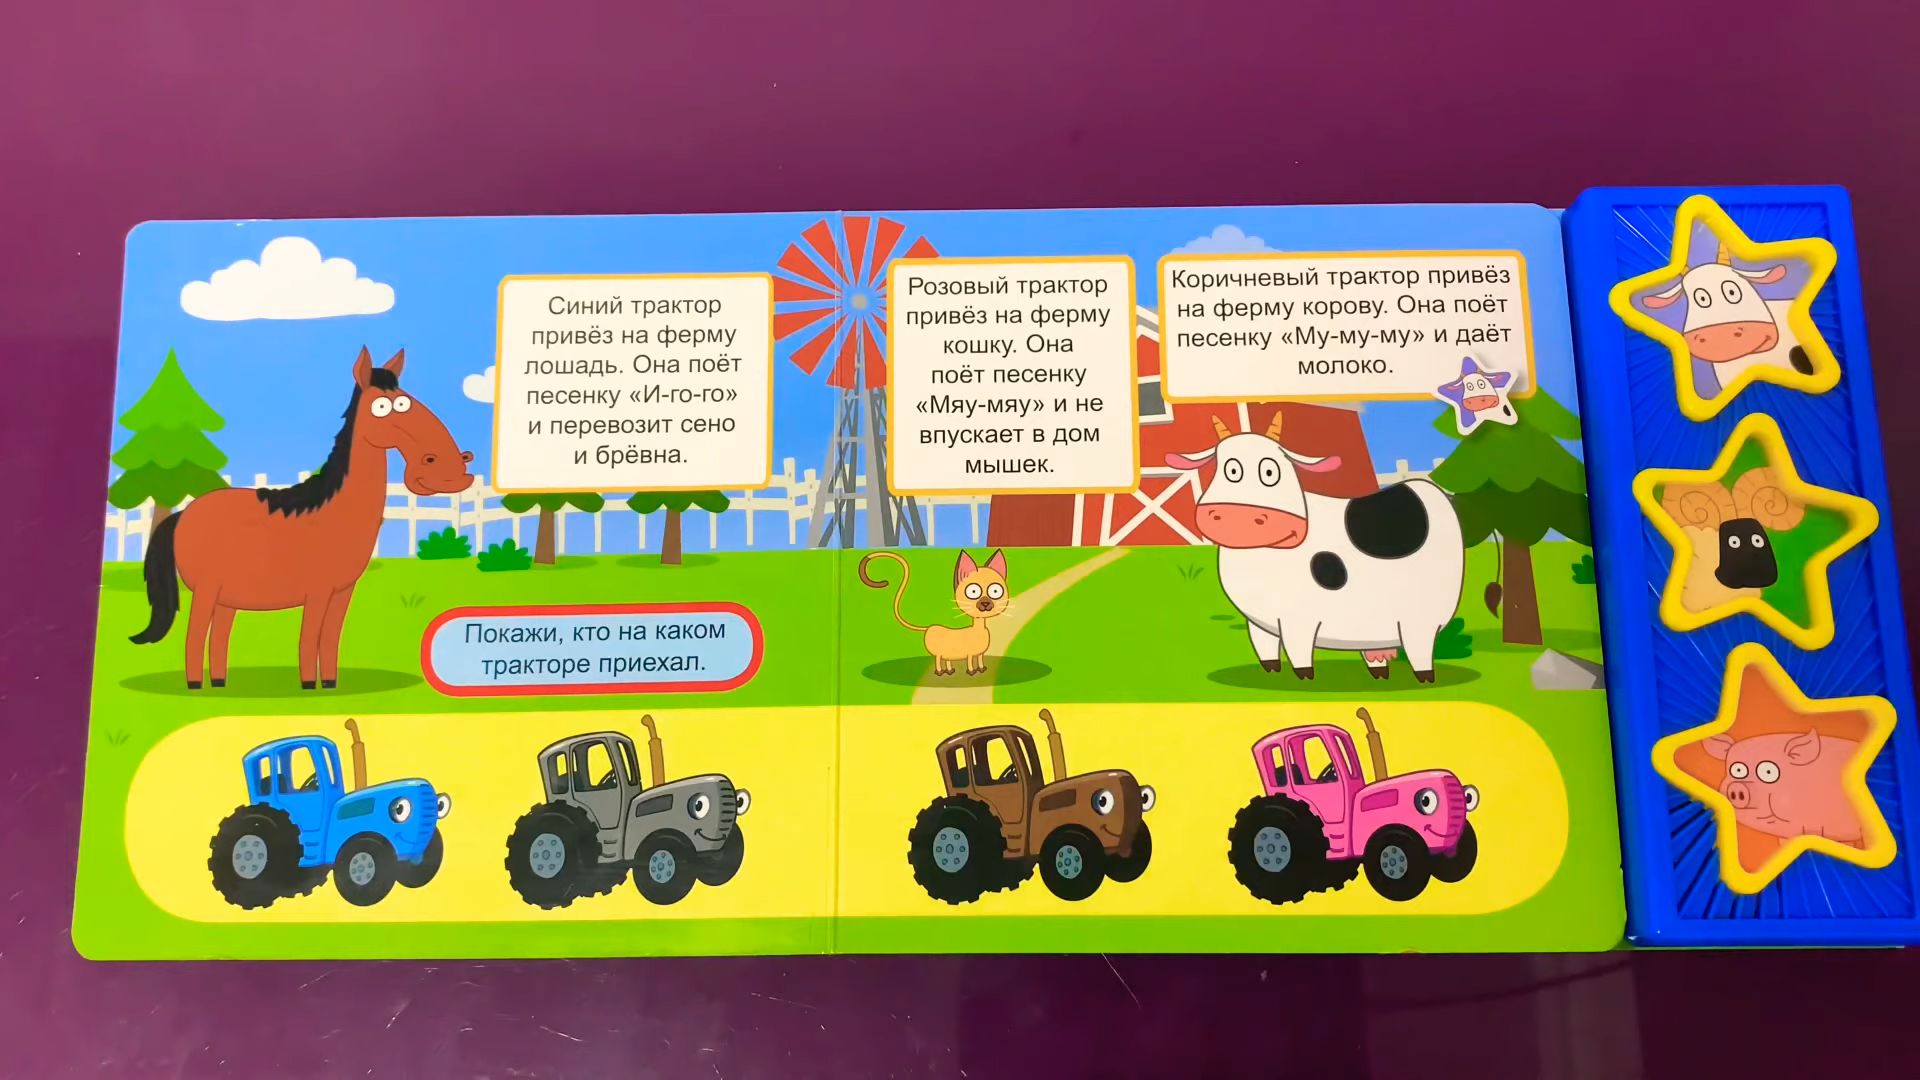 Синий трактор
привёз на ферму
лошадь. Она поёт
песенку «И-го-го»
и перевозит сено
и брёвна.
Розовый трактор
привёз на ферму
кошку. Она
поёт песенку
«Мяу-мяу» и не
впускает в дом
мышек.
Коричневый трактор привёз
на ферму корову. Она поёт
песенку «Му-му-му» и даёт
молоко.
Покажи, кто на каком
тракторе приехал.